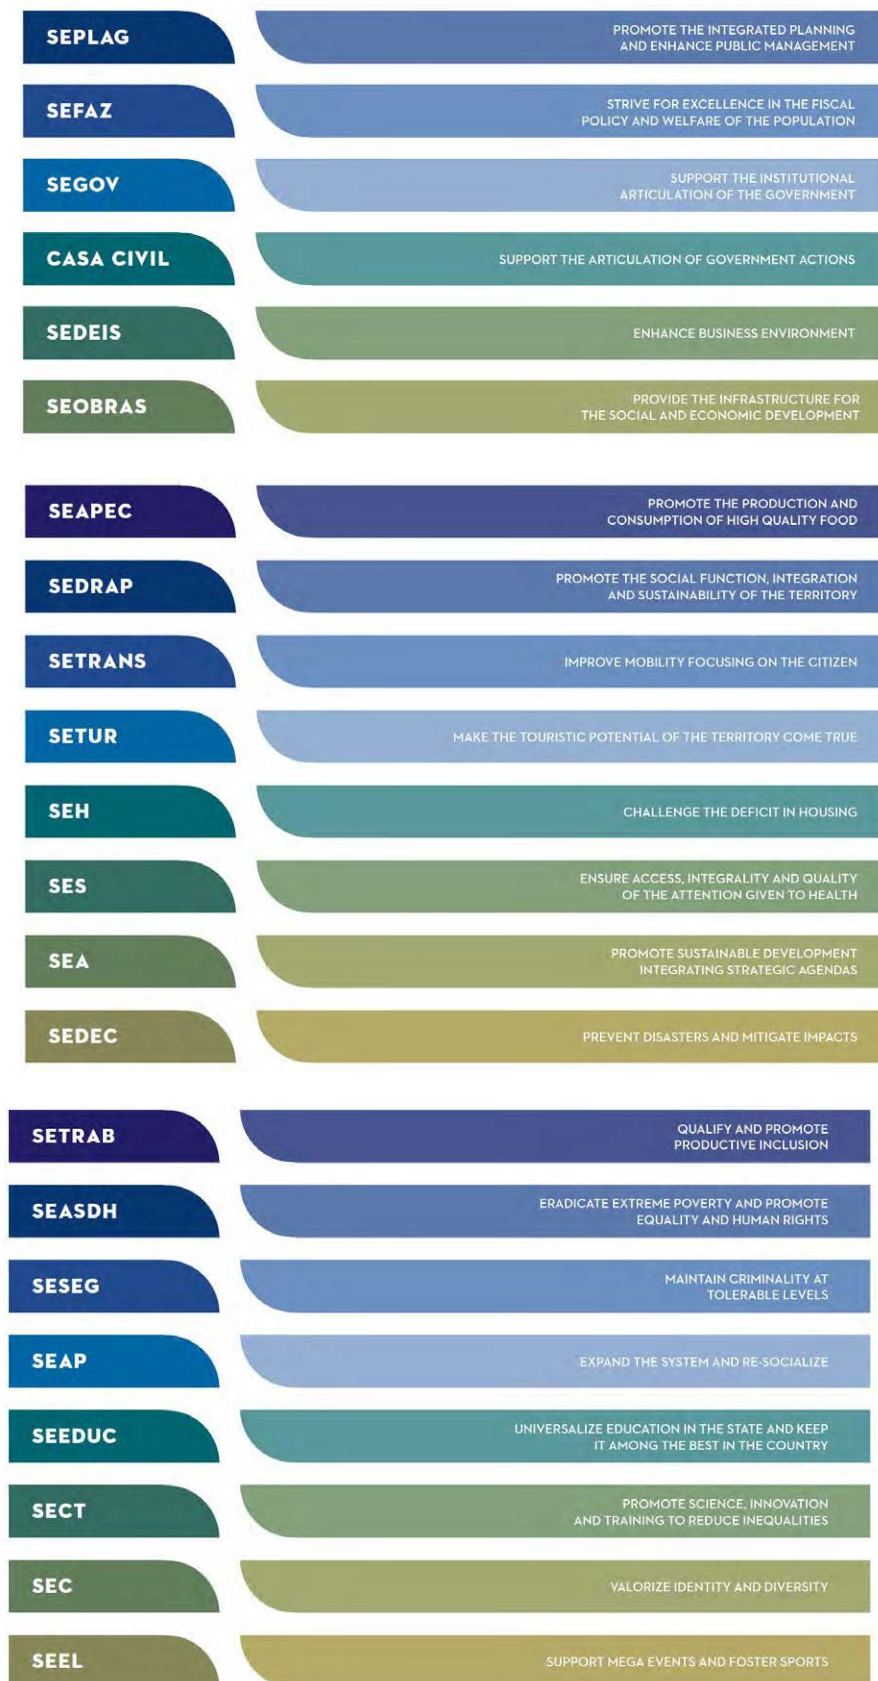 SEPLAG
PROMOTE THE INTEGRATED PLANNING
AND ENHANCE PUBLIC MANAGEMENT
SEFAZ
STRIVE FOR EXCELLENCE IN THE FISCAL
POLICY AND WELFARE OF THE POPULATION
SEGOV
SUPPORT THE INSTITUTIONAL
ARTICULATION OF THE GOVERNMENT
CASA CIVIL
SUPPORT THE ARTICULATION OF GOVERNMENT ACTIONS
SEDEIS
ENHANCE BUSINESS ENVIRONMENT
SEOBRAS
PROVIDE THE INFRASTRUCTURE FOR
THE SOCIAL AND ECONOMIC DEVELOPMENT
SEAPEC
PROMOTE THE PRODUCTION AND
CONSUMPTION OF HIGH QUALITY FOOD
SEDRAP
PROMOTE THE SOCIAL FUNCTION, INTEGRATION
AND SUSTAINABILITY OF THE TERRITORY
SETRANS
IMPROVE MOBILITY FOCUSING ON THE CITIZEN
SETUR
MAKE THE TOURISTIC POTENTIAL OF THE TERRITORY COME TRUE
SEH
CHALLENGE THE DEFICIT IN HOUSING
SES
ENSURE ACCESS, INTEGRALITY AND QUALITY
OF THE ATTENTION GIVEN TO HEALTH
SEA
PROMOTE SUSTAINABLE DEVELOPMENT
INTEGRATING STRATEGIC AGENDAS
SEDEC
PREVENT DISASTERS AND MITIGATE IMPACTS
SETRAB
QUALIFY AND PROMOTE
PRODUCTIVE INCLUSION
SEASDH
ERADICATE EXTREME POVERTY AND PROMOTE
EQUALITY AND HUMAN RIGHTS
SESEG
MAINTAIN CRIMINALITY AT
TOLERABLE LEVELS
SEAP
EXPAND THE SYSTEM AND RE-SOCIALIZE
SEEDUC
UNIVERSALIZE EDUCATION IN THE STATE AND KEEP
IT AMONG THE BEST IN THE COUNTRY
SECT
PROMOTE SCIENCE, INNOVATION
AND TRAINING TO REDUCE INEQUALITIES
SEC
VALORIZE IDENTITY AND DIVERSITY
SEEL
SUPPORT MEGA EVENTS AND FOSTER SPORTS